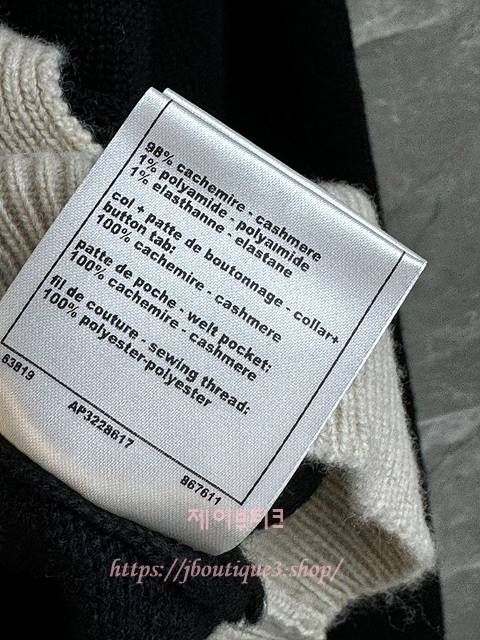 98% cachemire - cashmere
1% polyamide - polyamide
1% elasthanne - elastane
col + patte de boutonnage - collar+
button tab:
100% cachemire - cashmere
patte de poche - welt pocket:
100% cachemire - cashmere
fil de couture - sewing thread:
100% polyester-polyester
63819
AP3228617
867611
제이부티크
https://jboutique3.shop/